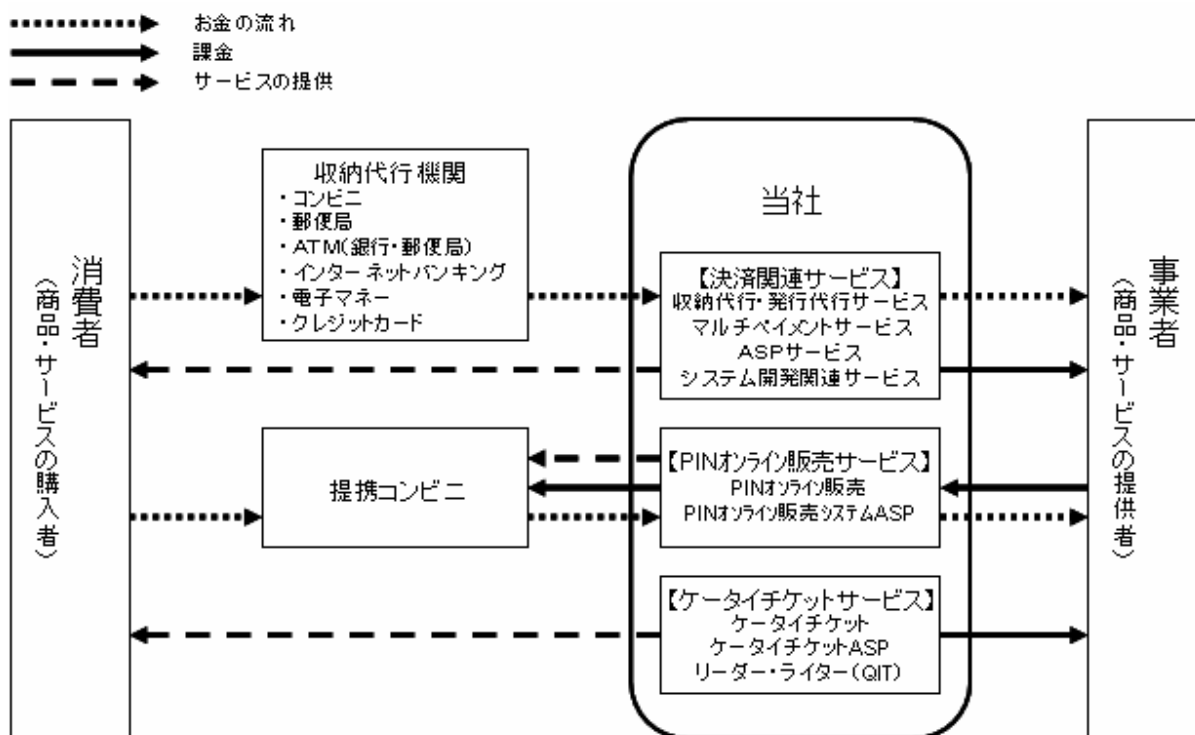 お金の流れ
課金
サービスの提供
消費者
(商品・サービスの購入者)
収納代行機関
・コンビニ
・郵便局
・ATM(銀行・郵便局)
・インターネットバンキング
・電子マネー
・クレジットカード
提携コンビニ
当社
【決済関連サービス】
収納代行・発行代行サービス
マルチペイメントサービス
ASPサービス
システム開発関連サービス
【PINオンライン販売サービス】
PINオンライン販売
PINオンライン販売システムASP
【ケータイチケットサービス】
ケータイチケット
ケータイチケットASP
リーダー・ライター(QIT)
事業者
(商品・サービスの提供者)